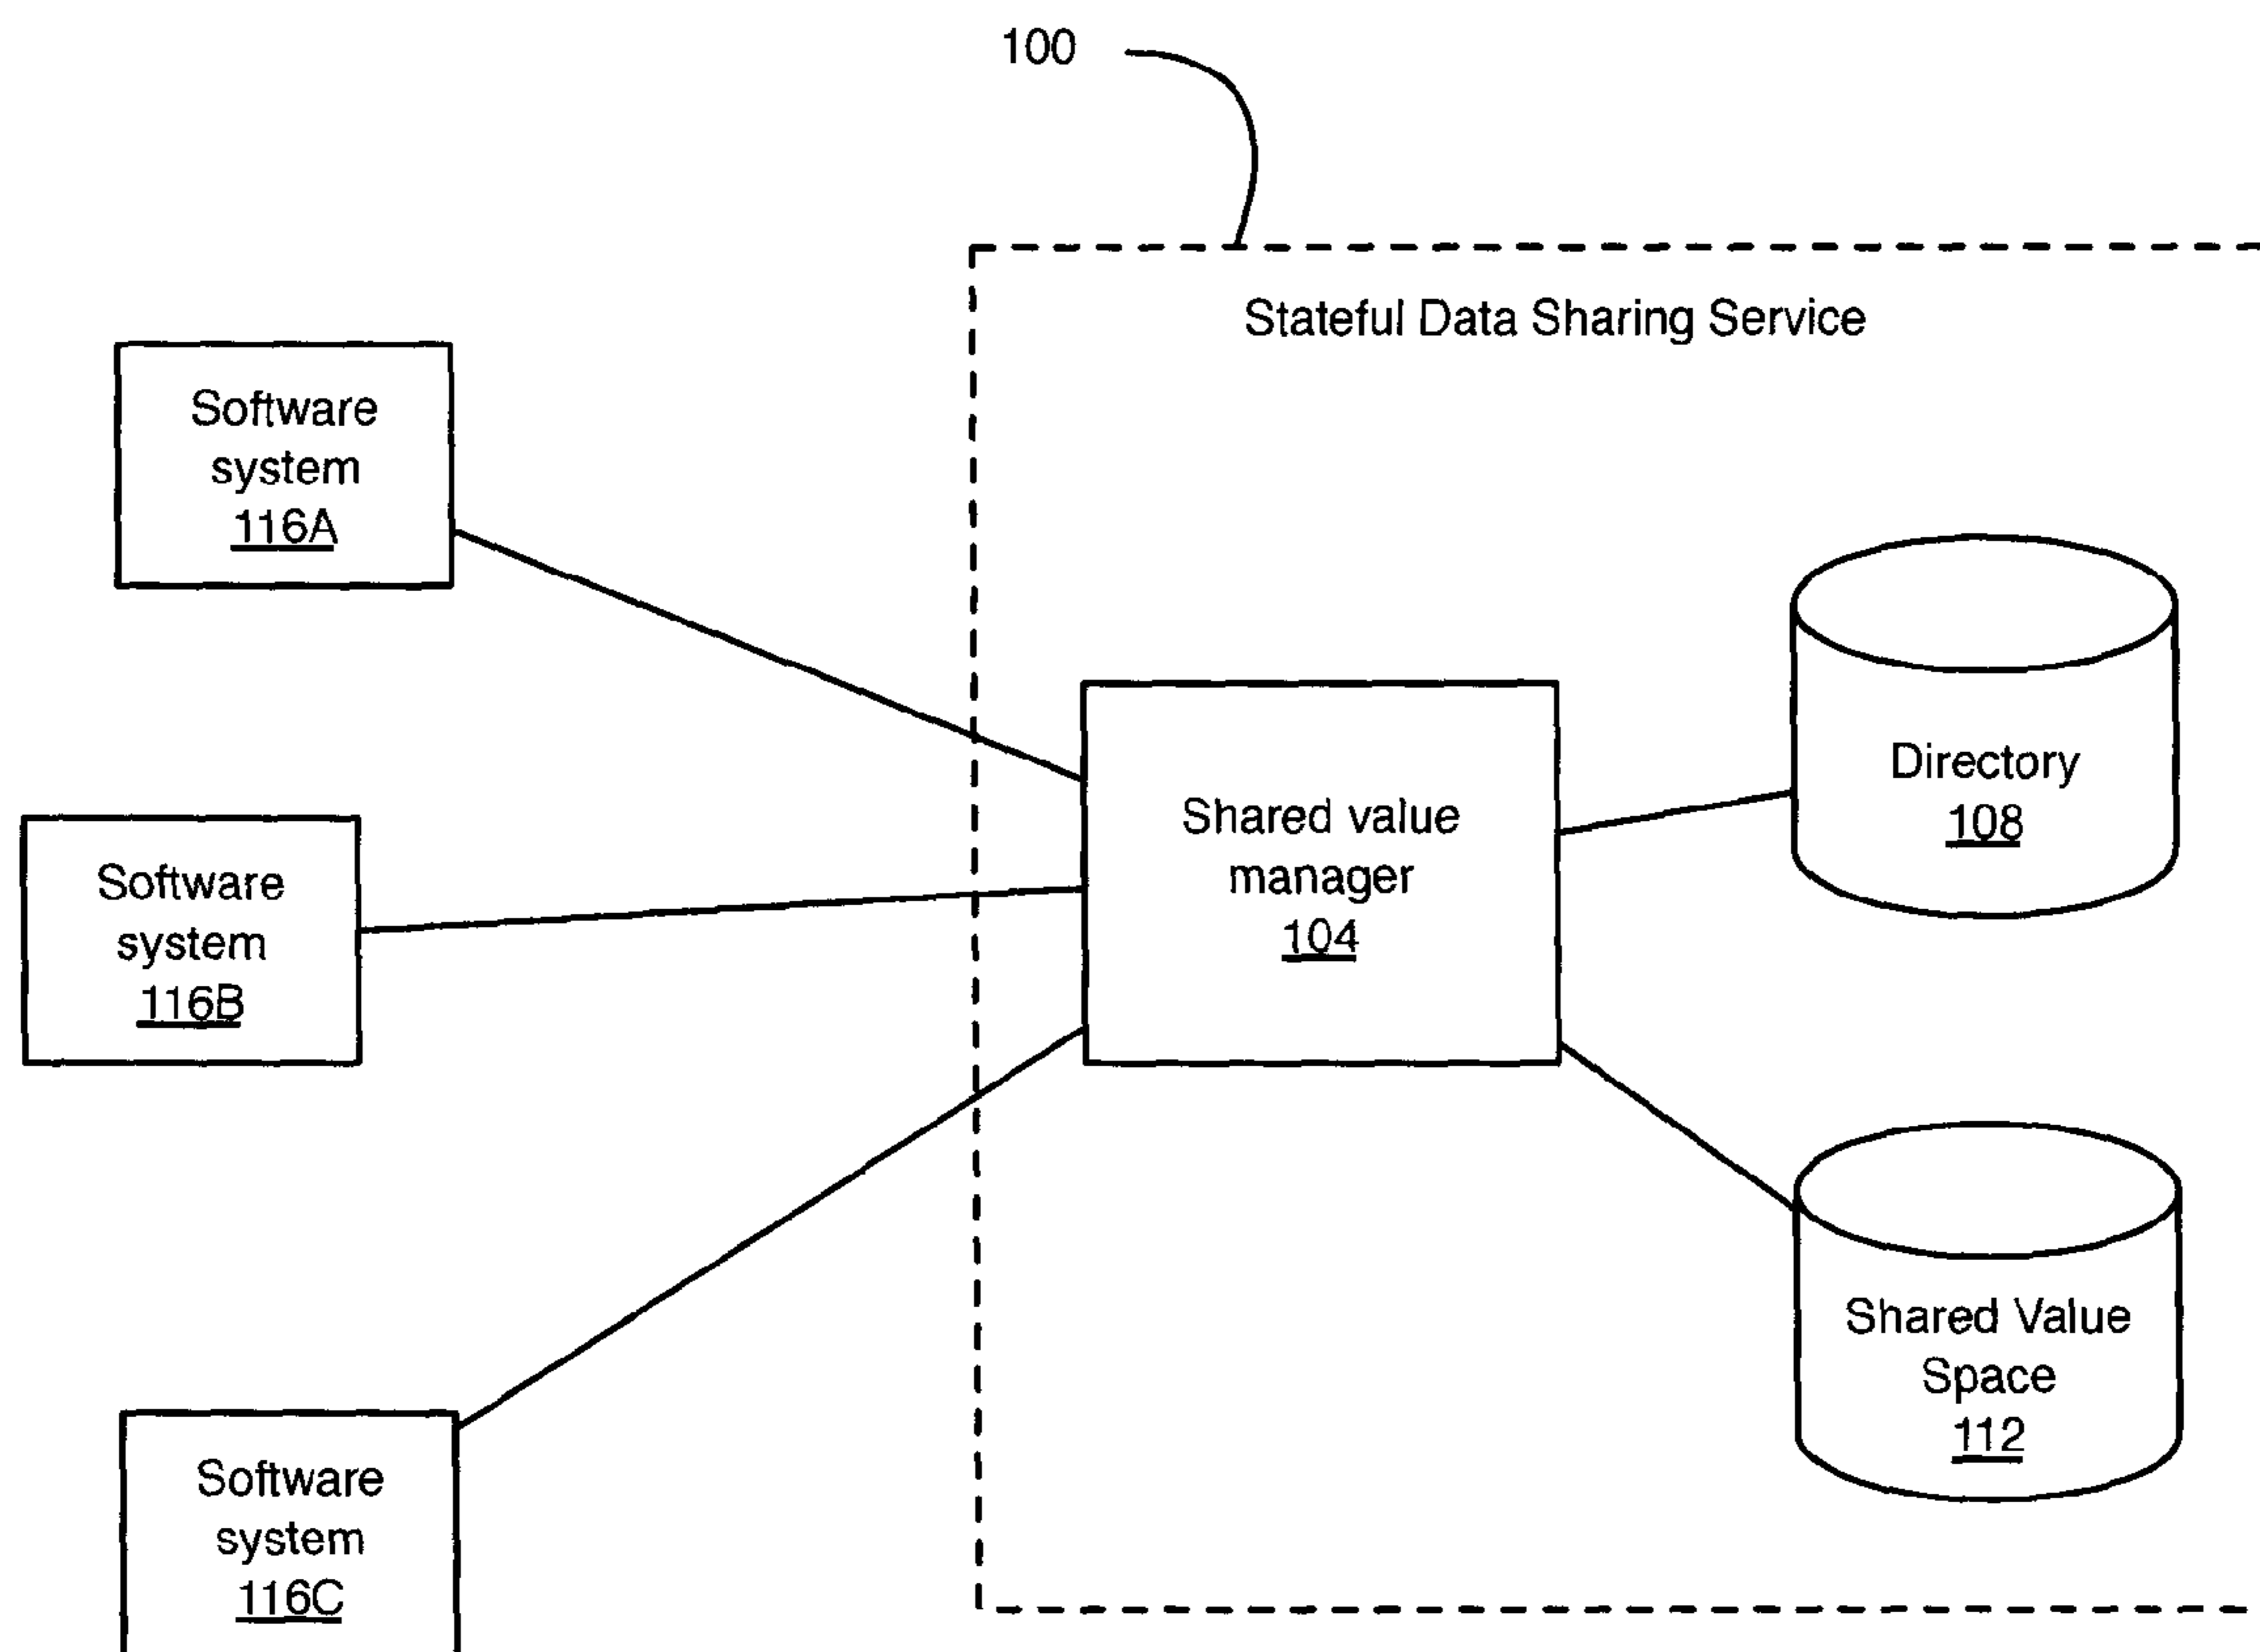 100
Stateful Data Sharing Service
Software
system
116A
Software
system
116B
Software
system
116C
Shared value
manager
104
Directory
108
Shared Value
Space
112